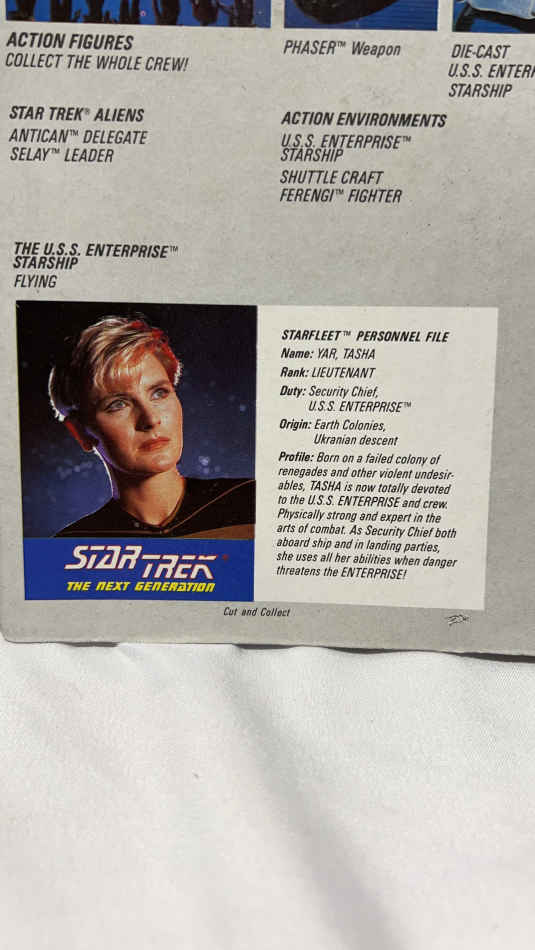 ACTION FIGURES
COLLECT THE WHOLE CREW!
PHASER™ Weapon
DIE-CAST
U.S.S. ENTER
STARSHIP
STAR TREK® ALIENS
ANTICAN™ DELEGATE
SELAY™ LEADER
ACTION ENVIRONMENTS
U.S.S. ENTERPRISE™
STARSHIP
SHUTTLE CRAFT
FERENGI™ FIGHTER
THE U.S.S. ENTERPRISE™
STARSHIP
FLYING
STAR TREK®
THE NEXT GENERATION
STARFLEET™ PERSONNEL FILE
Name: YAR, TASHA
Rank: LIEUTENANT
Duty: Security Chief,
U.S.S. ENTERPRISE™
Origin: Earth Colonies,
Ukranian descent
Profile: Born on a failed colony of
renegades and other violent undesir-
ables, TASHA is now totally devoted
to the U.S.S. ENTERPRISE and crew.
Physically strong and expert in the
arts of combat. As Security Chief both
aboard ship and in landing parties,
she uses all her abilities when danger
threatens the ENTERPRISE!
Cut and Collect